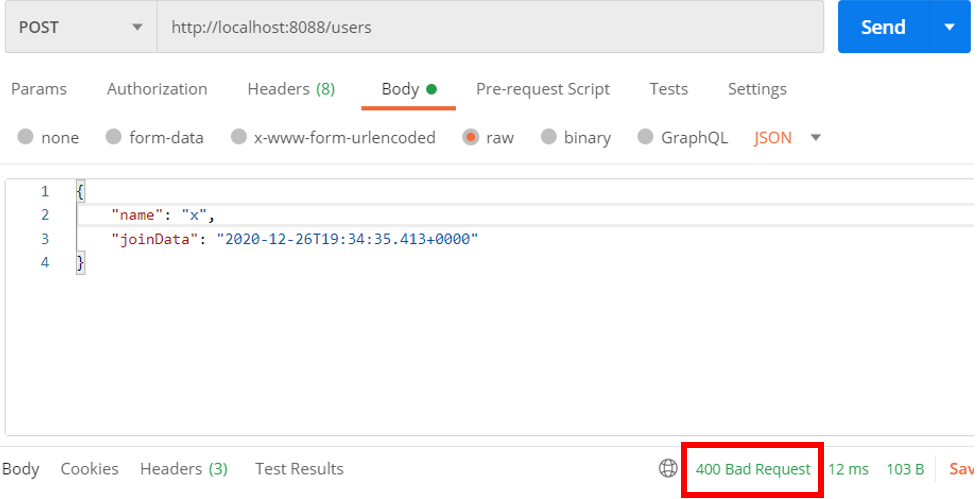 POST http://localhost:8088/users Send
Params Authorization Headers (8) Body Pre-request Script Tests Settings
none form-data x-www-form-urlencoded raw binary GraphQL JSON
1 {
2 "name": "x",
3 "joinData": "2020-12-26T19:34:35.413+0000"
4 }
Body Cookies Headers (3) Test Results 400 Bad Request 12 ms 103 B Sav